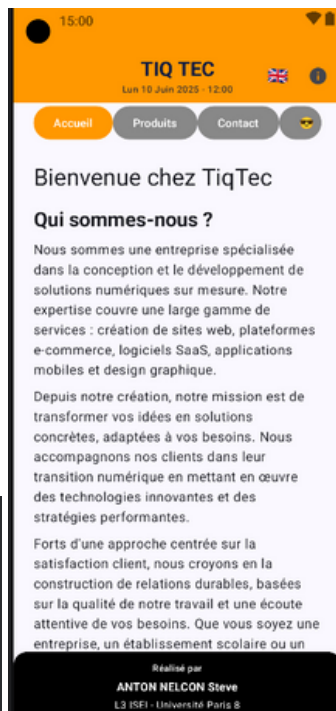 15:00
TIQ TEC
Lun 10 Juin 2025 - 12:00
Accueil Produits Contact
Bienvenue chez TiqTec
Qui sommes-nous ?
Nous sommes une entreprise spécialisée
dans la conception et le développement de
solutions numériques sur mesure. Notre
expertise couvre une large gamme de
services : création de sites web, plateformes
e-commerce, logiciels SaaS, applications
mobiles et design graphique.
Depuis notre création, notre mission est de
transformer vos idées en solutions
concrètes, adaptées à vos besoins. Nous
accompagnons nos clients dans leur
transition numérique en mettant en œuvre
des technologies innovantes et des
stratégies performantes.
Forts d'une approche centrée sur la
satisfaction client, nous croyons en la
construction de relations durables, basées
sur la qualité de notre travail et une écoute
attentive de vos besoins. Que vous soyez une
entreprise, un établissement scolaire ou un
Réalisé par
ANTON NELCON Steve
L3 ISEI - Université Paris 8